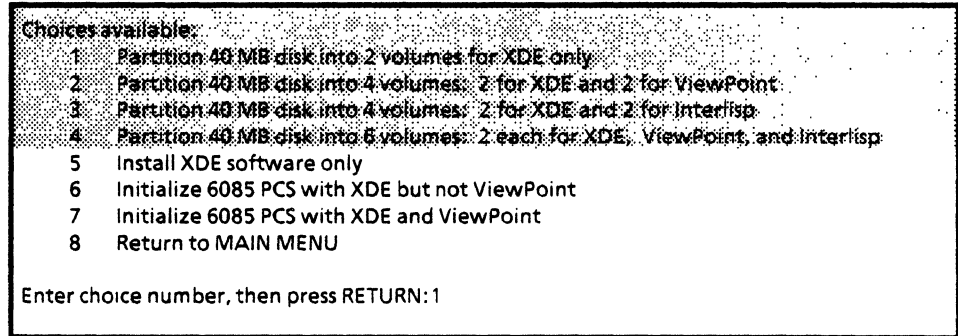 Choices available:
1 Partition 40 MB disk into 2 volumes for XDE only
2 Partition 40 MB disk into 4 volumes: 2 for XDE and 2 for ViewPoint
3 Partition 40 MB disk into 4 volumes: 2 for XDE and 2 for Interlisp
4 Partition 40 MB disk into 6 volumes: 2 each for XDE, ViewPoint, and Interlisp
5 Install XDE software only
6 Initialize 6085 PCS with XDE but not ViewPoint
7 Initialize 6085 PCS with XDE and ViewPoint
8 Return to MAIN MENU
Enter choice number, then press RETURN: 1